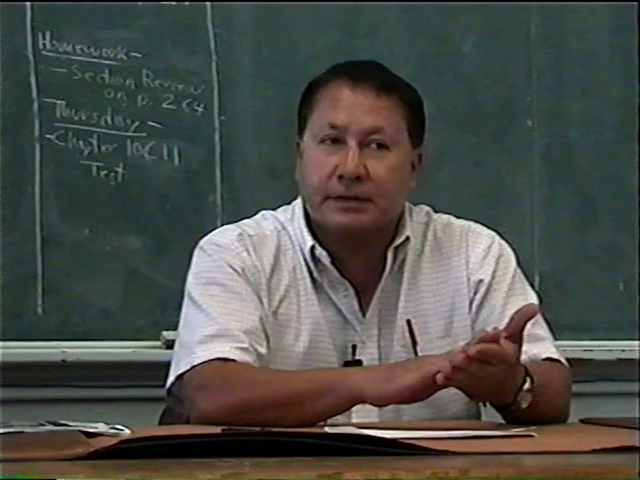 Homework -
- Section Review
on p. 264
Thursday -
- Chapter 10 & 11
Test